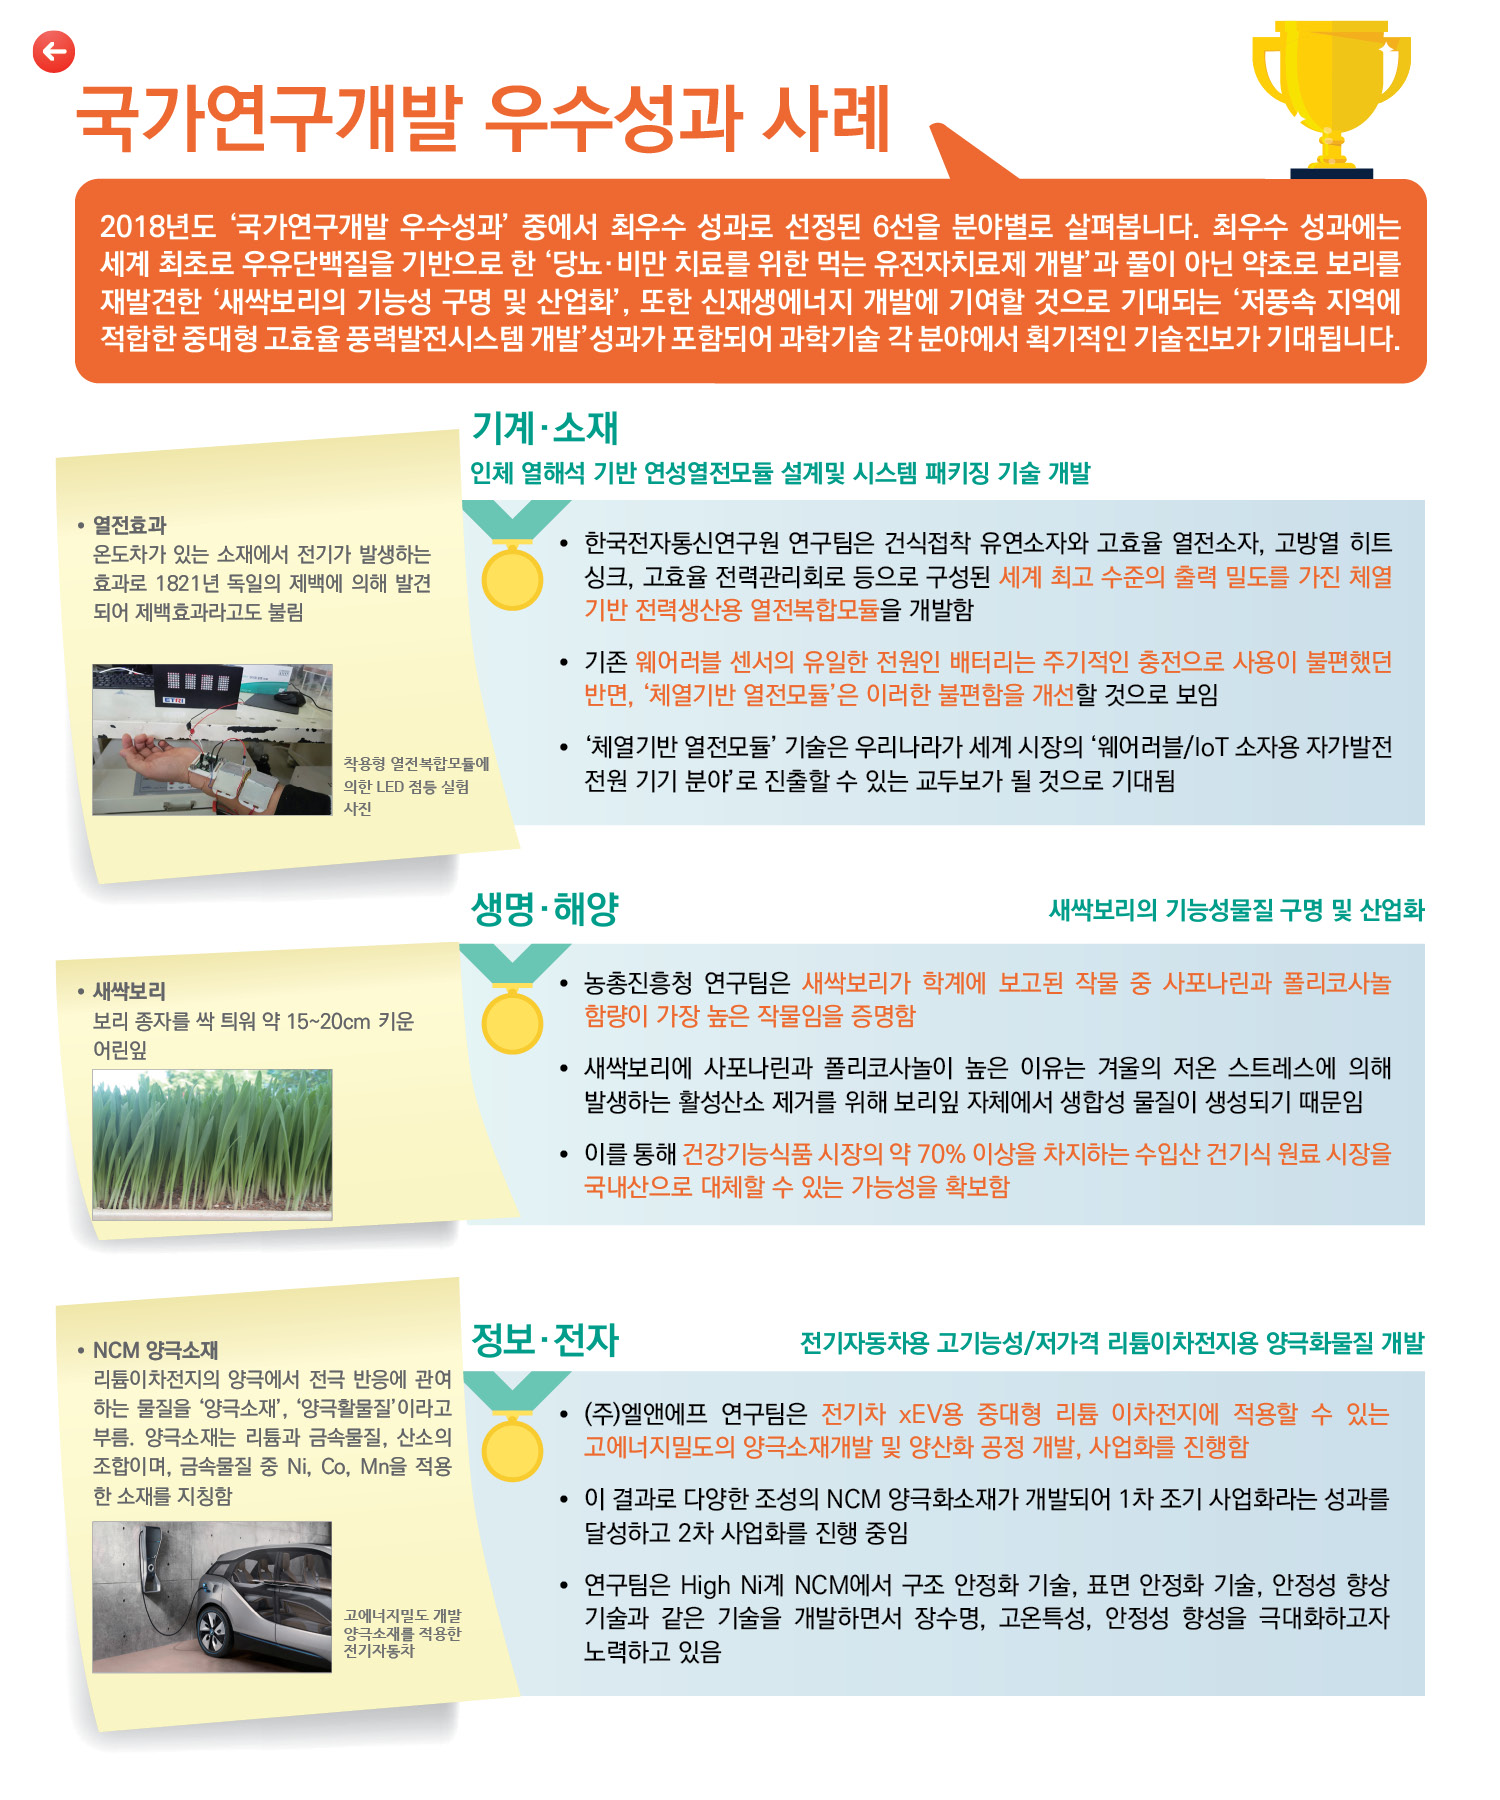 국가연구개발 우수성과 사례
2018년도 ‘국가연구개발 우수성과’ 중에서 최우수 성과로 선정된 6선을 분야별로 살펴봅니다. 최우수 성과에는
세계 최초로 우유단백질을 기반으로 한 ‘당뇨·비만 치료를 위한 먹는 유전자치료제 개발’과 풀이 아닌 약초로 보리를
재발견한 ‘새싹보리의 기능성 구명 및 산업화’, 또한 신재생에너지 개발에 기여할 것으로 기대되는 ‘저풍속 지역에
적합한 중대형 고효율 풍력발전시스템 개발’성과가 포함되어 과학기술 각 분야에서 획기적인 기술진보가 기대됩니다.
기계·소재
인체 열해석 기반 연성열전모듈 설계및 시스템 패키징 기술 개발
• 열전효과
온도차가 있는 소재에서 전기가 발생하는
효과로 1821년 독일의 제백에 의해 발견
되어 제백효과라고도 불림
ETRI
착용형 열전복합모듈에
의한 LED 점등 실험
사진
• 한국전자통신연구원 연구팀은 건식접착 유연소자와 고효율 열전소자, 고방열 히트
싱크, 고효율 전력관리회로 등으로 구성된 세계 최고 수준의 출력 밀도를 가진 체열
기반 전력생산용 열전복합모듈을 개발함
• 기존 웨어러블 센서의 유일한 전원인 배터리는 주기적인 충전으로 사용이 불편했던
반면, ‘체열기반 열전모듈’은 이러한 불편함을 개선할 것으로 보임
• ‘체열기반 열전모듈’ 기술은 우리나라가 세계 시장의 ‘웨어러블/IoT 소자용 자가발전
전원 기기 분야’로 진출할 수 있는 교두보가 될 것으로 기대됨
생명·해양
새싹보리의 기능성물질 구명 및 산업화
• 새싹보리
보리 종자를 싹 틔워 약 15~20cm 키운
어린잎
• 농총진흥청 연구팀은 새싹보리가 학계에 보고된 작물 중 사포나린과 폴리코사놀
함량이 가장 높은 작물임을 증명함
• 새싹보리에 사포나린과 폴리코사놀이 높은 이유는 겨울의 저온 스트레스에 의해
발생하는 활성산소 제거를 위해 보리잎 자체에서 생합성 물질이 생성되기 때문임
• 이를 통해 건강기능식품 시장의 약 70% 이상을 차지하는 수입산 건기식 원료 시장을
국내산으로 대체할 수 있는 가능성을 확보함
정보·전자
전기자동차용 고기능성/저가격 리튬이차전지용 양극화물질 개발
• NCM 양극소재
리튬이차전지의 양극에서 전극 반응에 관여
하는 물질을 ‘양극소재’, ‘양극활물질’이라고
부름. 양극소재는 리튬과 금속물질, 산소의
조합이며, 금속물질 중 Ni, Co, Mn을 적용
한 소재를 지칭함
고에너지밀도 개발
양극소재를 적용한
전기자동차
• (주)엘앤에프 연구팀은 전기차 xEV용 중대형 리튬 이차전지에 적용할 수 있는
고에너지밀도의 양극소재개발 및 양산화 공정 개발, 사업화를 진행함
• 이 결과로 다양한 조성의 NCM 양극화소재가 개발되어 1차 조기 사업화라는 성과를
달성하고 2차 사업화를 진행 중임
• 연구팀은 High Ni계 NCM에서 구조 안정화 기술, 표면 안정화 기술, 안정성 향상
기술과 같은 기술을 개발하면서 장수명, 고온특성, 안정성 향성을 극대화하고자
노력하고 있음